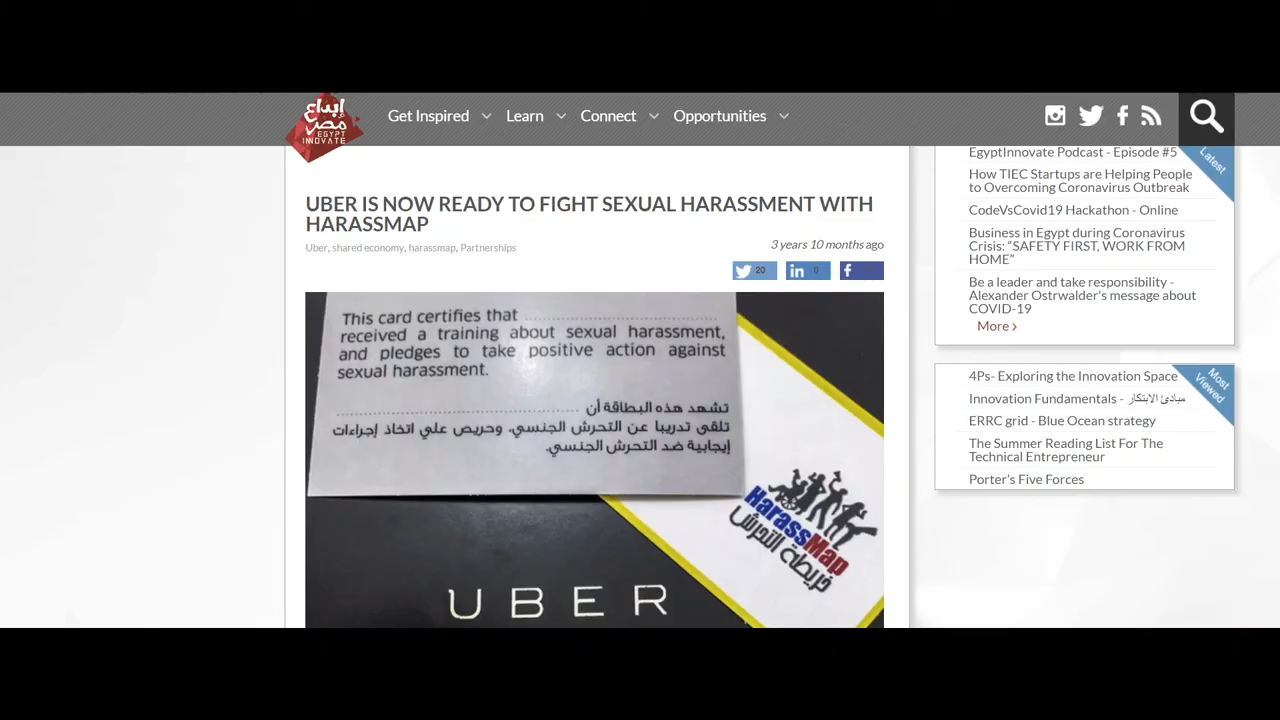 إبداع
مصر
EGYPT
INNOVATE
Get Inspired
Learn
Connect
Opportunities
UBER IS NOW READY TO FIGHT SEXUAL HARASSMENT WITH
HARASSMAP
Uber, shared economy, harassmap, Partnerships
3 years 10 months ago
20
0
This card certifies that ........................................
received a training about sexual harassment,
and pledges to take positive action against
sexual harassment.
تشهد هذه البطاقة أن ........................................
تلقى تدريبا عن التحرش الجنسي، وحريص علي اتخاذ إجراءات
إيجابية ضد التحرش الجنسي.
HarassMap
خريطة التحرش
UBER
EgyptInnovate Podcast - Episode #5
Latest
How TIEC Startups are Helping People
to Overcoming Coronavirus Outbreak
CodeVsCovid19 Hackathon - Online
Business in Egypt during Coronavirus
Crisis: “SAFETY FIRST, WORK FROM
HOME”
Be a leader and take responsibility -
Alexander Ostrwalder's message about
COVID-19
More ›
Most
Viewed
4Ps- Exploring the Innovation Space
Innovation Fundamentals - مبادئ الابتكار
ERRC grid - Blue Ocean strategy
The Summer Reading List For The
Technical Entrepreneur
Porter’s Five Forces